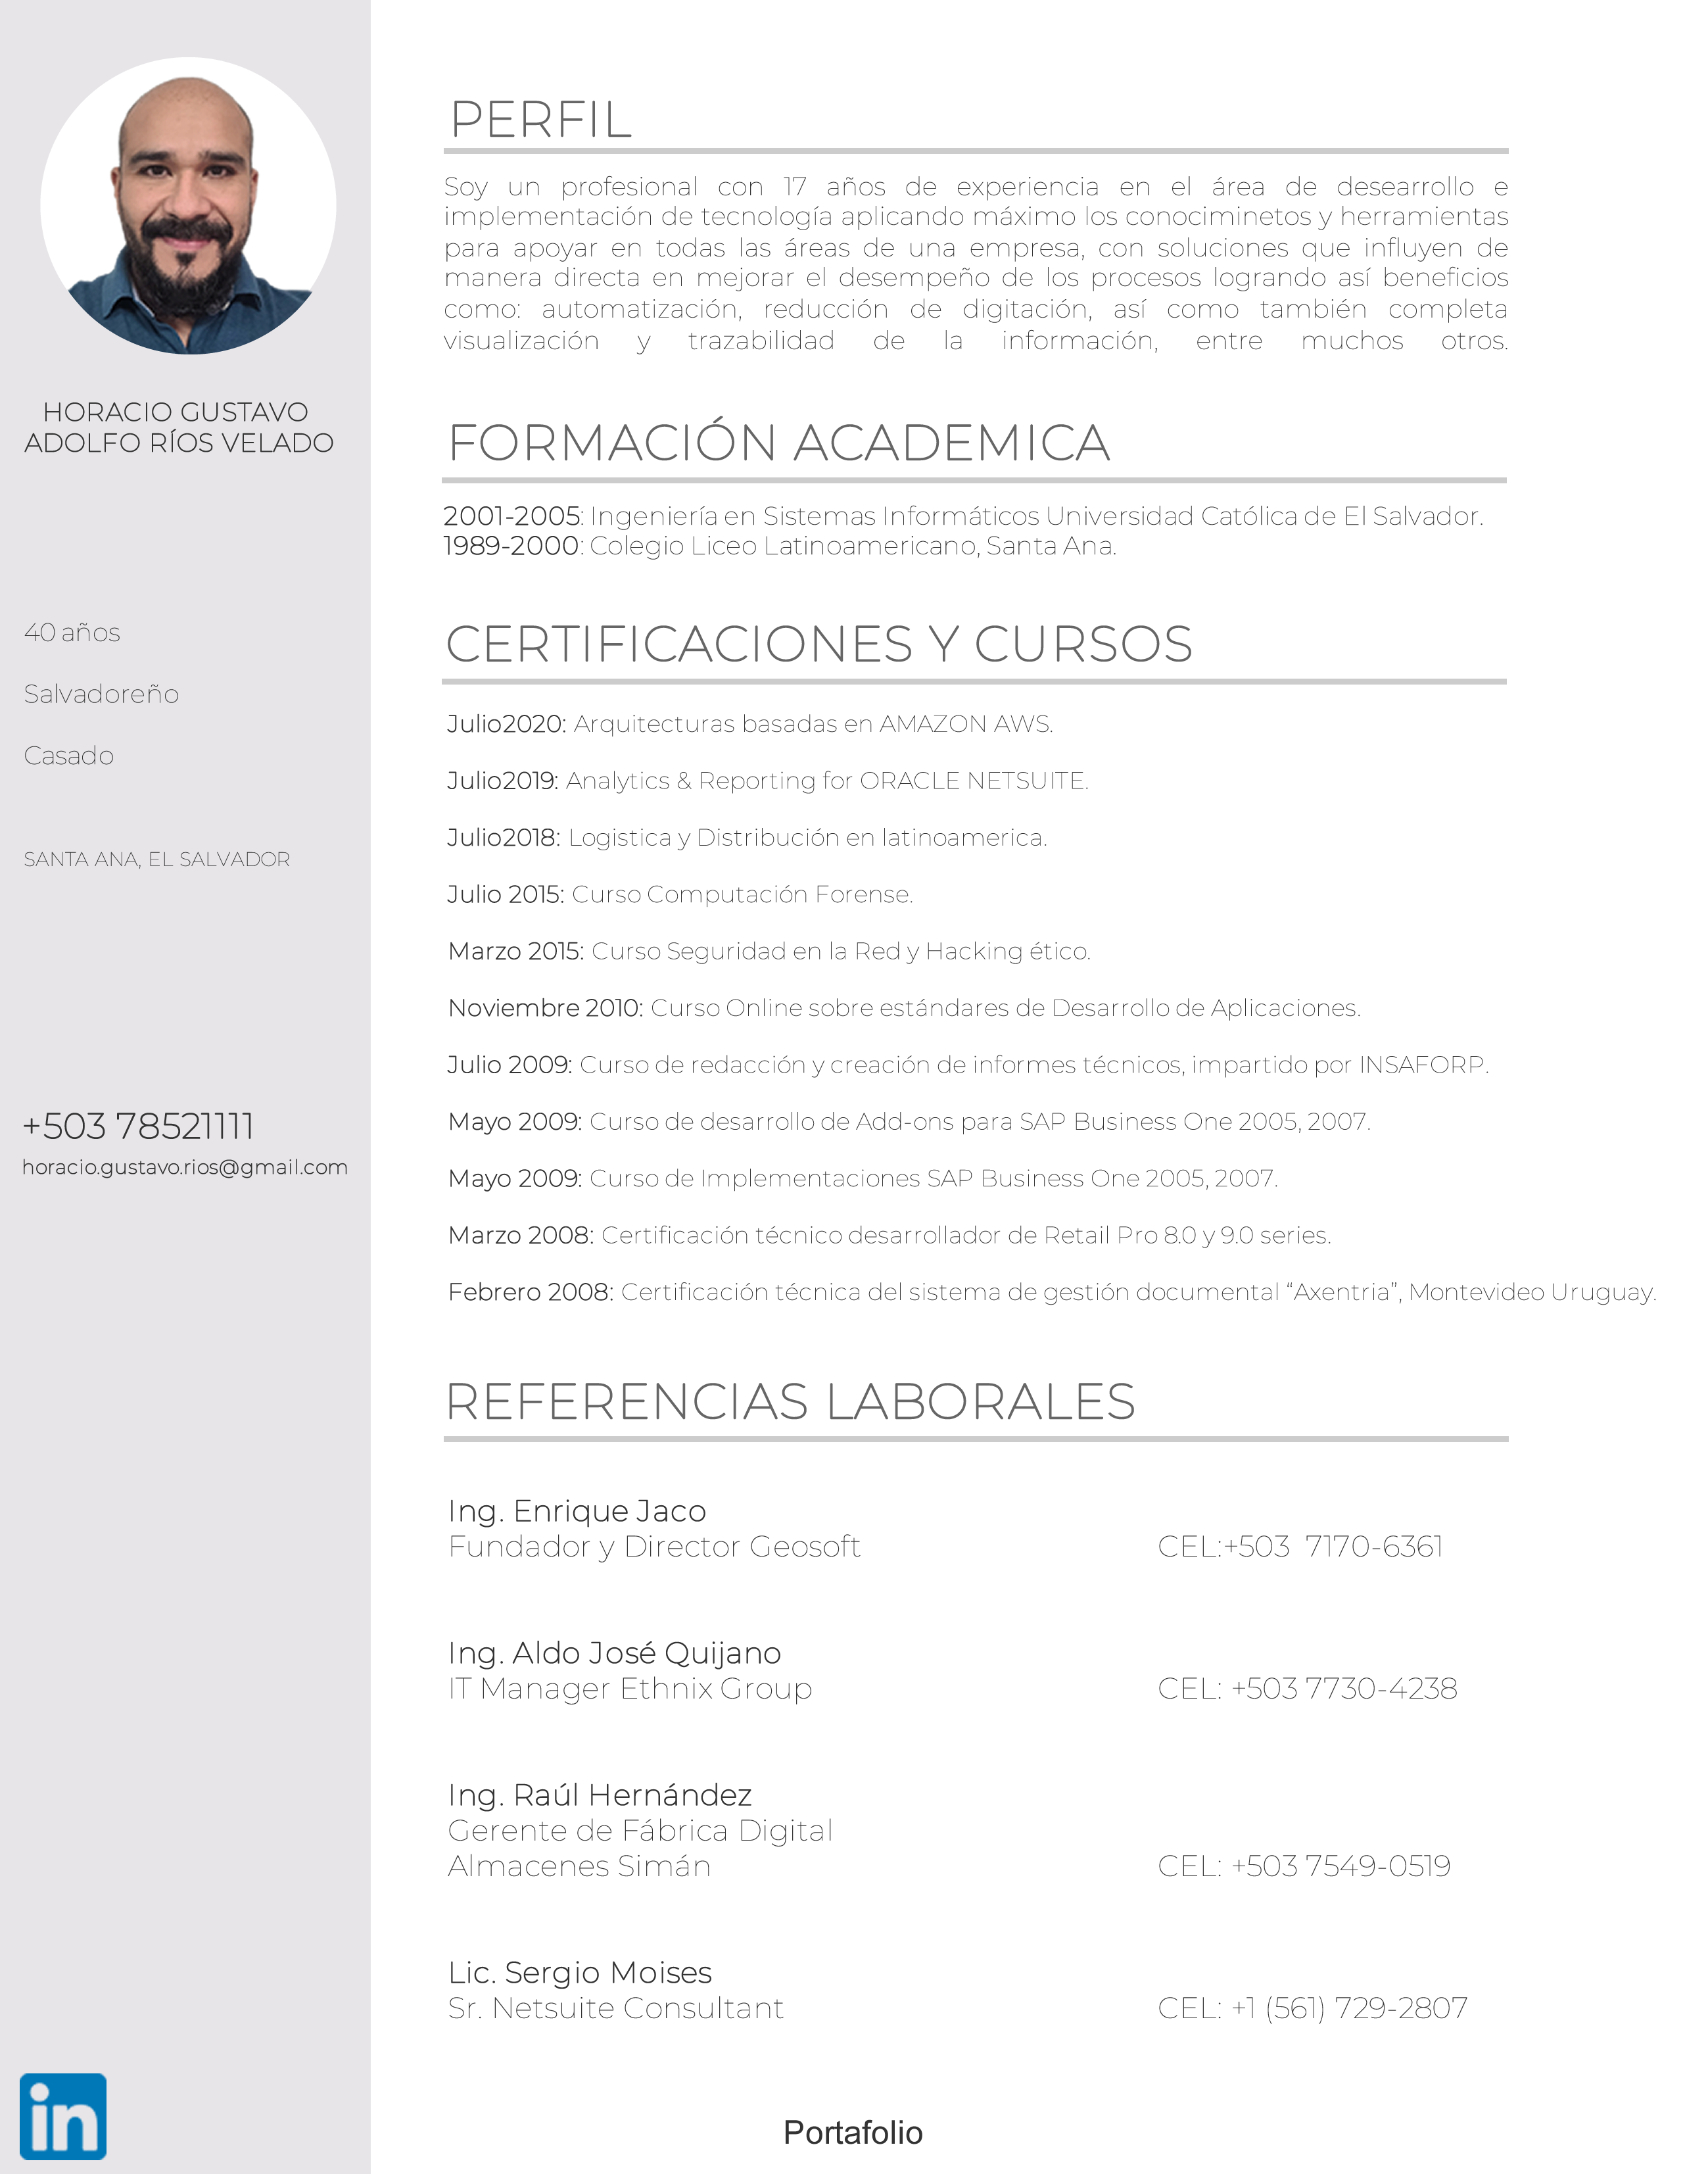 HORACIO GUSTAVO
ADOLFO RÍOS VELADO
40 años
Salvadoreño
Casado
SANTA ANA, EL SALVADOR
+503 78521111
horacio.gustavo.rios@gmail.com
in
PERFIL
Soy un profesional con 17 años de experiencia en el área de desearrollo e
implementación de tecnología aplicando máximo los conociminetos y herramientas
para apoyar en todas las áreas de una empresa, con soluciones que influyen de
manera directa en mejorar el desempeño de los procesos logrando así beneficios
como: automatización, reducción de digitación, así como también completa
visualización y trazabilidad de la información, entre muchos otros.
FORMACIÓN ACADEMICA
2001-2005: Ingeniería en Sistemas Informáticos Universidad Católica de El Salvador.
1989-2000: Colegio Liceo Latinoamericano, Santa Ana.
CERTIFICACIONES Y CURSOS
Julio2020: Arquitecturas basadas en AMAZON AWS.
Julio2019: Analytics & Reporting for ORACLE NETSUITE.
Julio2018: Logistica y Distribución en latinoamerica.
Julio 2015: Curso Computación Forense.
Marzo 2015: Curso Seguridad en la Red y Hacking ético.
Noviembre 2010: Curso Online sobre estándares de Desarrollo de Aplicaciones.
Julio 2009: Curso de redacción y creación de informes técnicos, impartido por INSAFORP.
Mayo 2009: Curso de desarrollo de Add-ons para SAP Business One 2005, 2007.
Mayo 2009: Curso de Implementaciones SAP Business One 2005, 2007.
Marzo 2008: Certificación técnico desarrollador de Retail Pro 8.0 y 9.0 series.
Febrero 2008: Certificación técnica del sistema de gestión documental “Axentria”, Montevideo Uruguay.
REFERENCIAS LABORALES
Ing. Enrique Jaco
Fundador y Director Geosoft CEL:+503 7170-6361
Ing. Aldo José Quijano
IT Manager Ethnix Group CEL: +503 7730-4238
Ing. Raúl Hernández
Gerente de Fábrica Digital
Almacenes Simán CEL: +503 7549-0519
Lic. Sergio Moises
Sr. Netsuite Consultant CEL: +1 (561) 729-2807
Portafolio